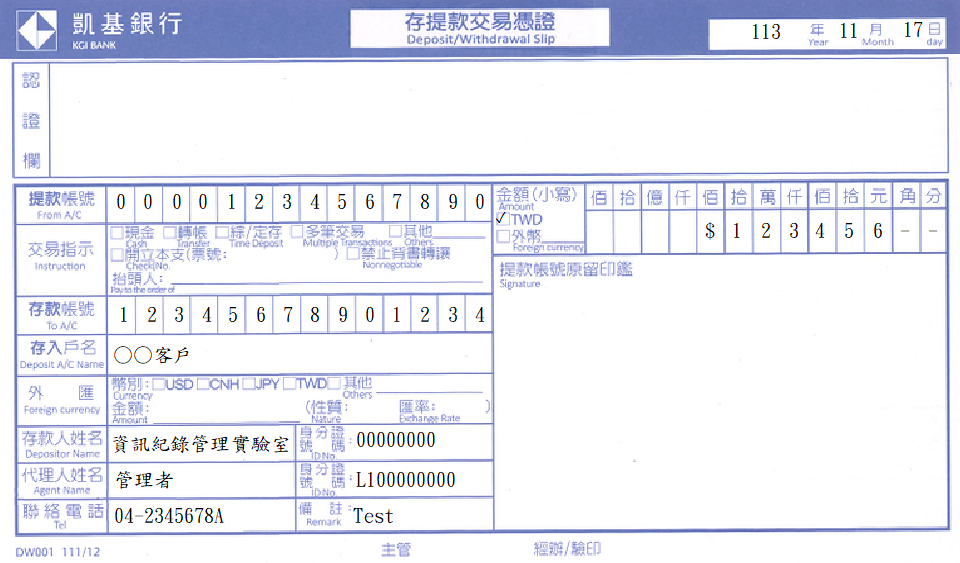 凱基銀行
KGI BANK
存提款交易憑證
Deposit/Withdrawal Slip
113 年 11 月 17 日
Year Month day
認證欄
提款帳號 0 0 0 0 1 2 3 4 5 6 7 8 9 0
From A/C
金額(小寫) 佰 拾 億 仟 佰 拾 萬 仟 佰 拾 元 角 分
Amount
✓TWD $ 1 2 3 4 5 6 - -
□外幣
Foreign currency
交易指示
Instruction
□現金 □轉帳 □綜/定存 □多筆交易 □其他
Cash Transfer Time Deposit Multiple Transactions Others
□開立本支(票號: ) □禁止背書轉讓
Check(No. Nonnegotiable
抬頭人:
Pay to the order of
提款帳號原留印鑑
Signature
存款帳號 1 2 3 4 5 6 7 8 9 0 1 2 3 4
To A/C
存入戶名 ○○客戶
Deposit A/C Name
外匯
Foreign currency
幣別: □USD □CNH □JPY □TWD □其他
Currency Others
金額: (性質: 匯率: )
Amount Nature Exchange Rate
存款人姓名 資訊紀錄管理實驗室 身分證號碼: 00000000
Depositor Name ID No.
代理人姓名 管理者 身分證號碼: L100000000
Agent Name ID No.
聯絡電話 04-2345678A 備註: Test
Tel Remark
DW001 111/12 主管 經辦/驗印